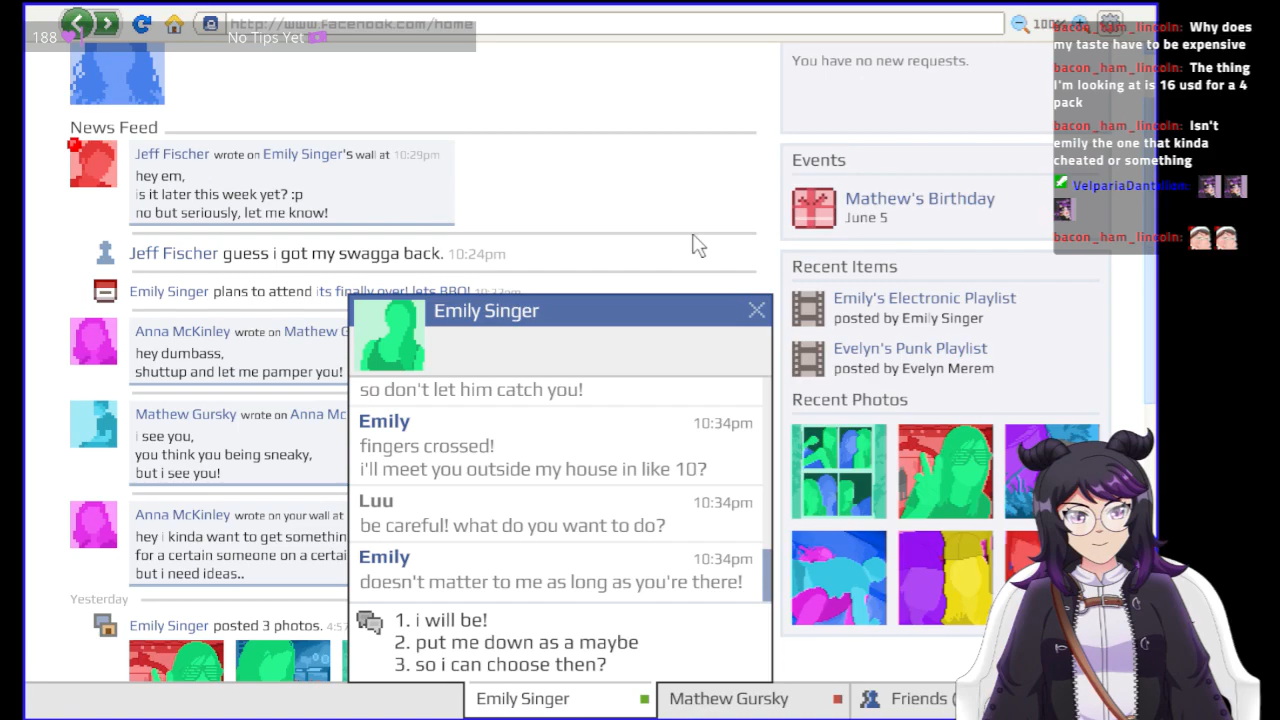 http://www.facenook.com/home
100%
188
No Tips Yet
News Feed
Jeff Fischer wrote on Emily Singer's wall at 10:29pm
hey em,
is it later this week yet? :p
no but seriously, let me know!
Jeff Fischer guess i got my swagga back. 10:24pm
Emily Singer plans to attend its finally over! lets BBQ!
Anna McKinley wrote on Mathew G
hey dumbass,
shuttup and let me pamper you!
Mathew Gursky wrote on Anna Mc
i see you,
you think you being sneaky,
but i see you!
Anna McKinley wrote on your wall at
hey i kinda want to get somethin
for a certain someone on a certai
but i need ideas..
Yesterday
Emily Singer posted 3 photos. 4:57
Emily Singer
so don't let him catch you!
Emily 10:34pm
fingers crossed!
i'll meet you outside my house in like 10?
Luu 10:34pm
be careful! what do you want to do?
Emily 10:34pm
doesn't matter to me as long as you're there!
1. i will be!
2. put me down as a maybe
3. so i can choose then?
Emily Singer
Mathew Gursky
Friends (
You have no new requests.
Events
Mathew's Birthday
June 5
Recent Items
Emily's Electronic Playlist
posted by Emily Singer
Evelyn's Punk Playlist
posted by Evelyn Merem
Recent Photos
bacon_ham_lincoln: Why does
my taste have to be expensive
bacon_ham_lincoln: The thing
I'm looking at is 16 usd for a 4
pack
bacon_ham_lincoln: Isn't
emily the one that kinda
cheated or something
VelpariaDantalion:
bacon_ham_lincoln: